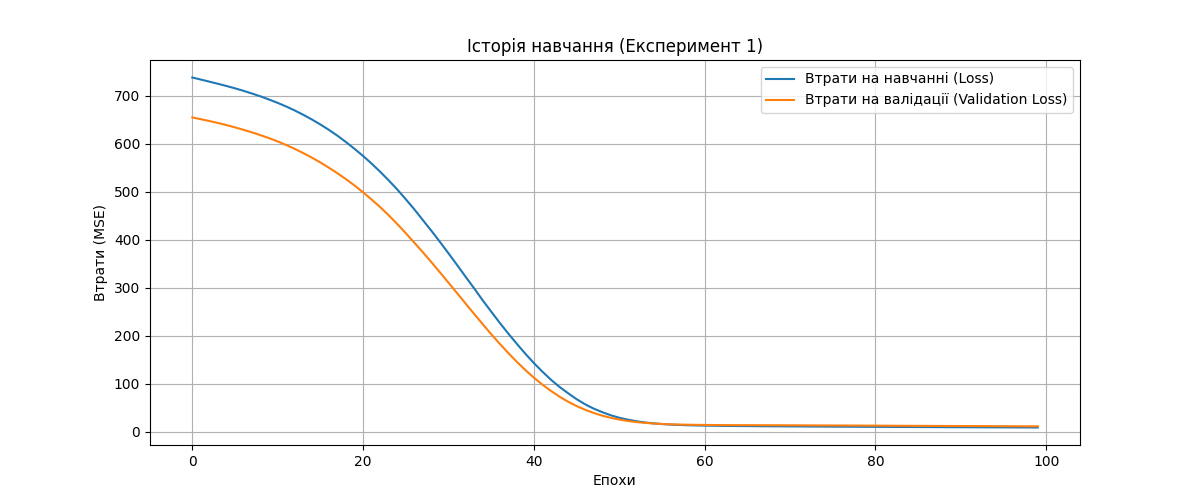 Історія навчання (Експеримент 1)
Втрати на навчанні (Loss)
Втрати на валідації (Validation Loss)
Втрати (MSE)
700
600
500
400
300
200
100
0
0 20 40 60 80 100
Епохи